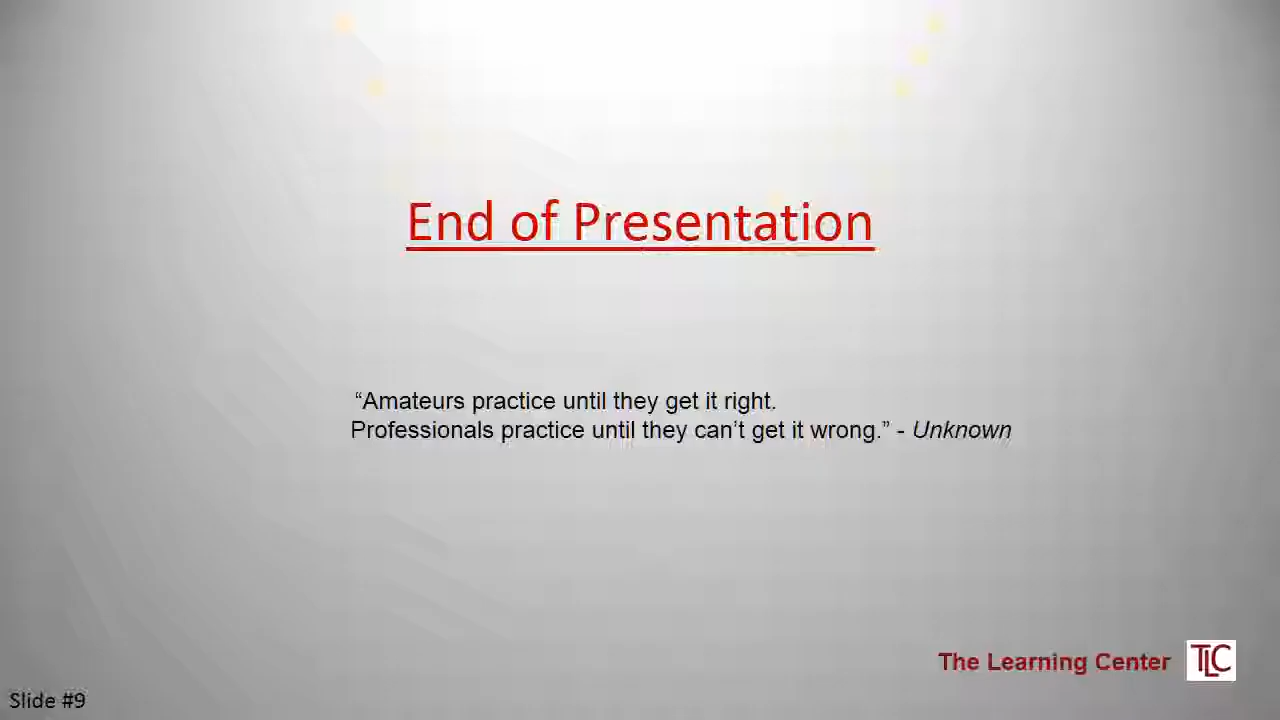 End of Presentation
“Amateurs practice until they get it right.
Professionals practice until they can’t get it wrong.” - Unknown
The Learning Center
TLC
Slide #9